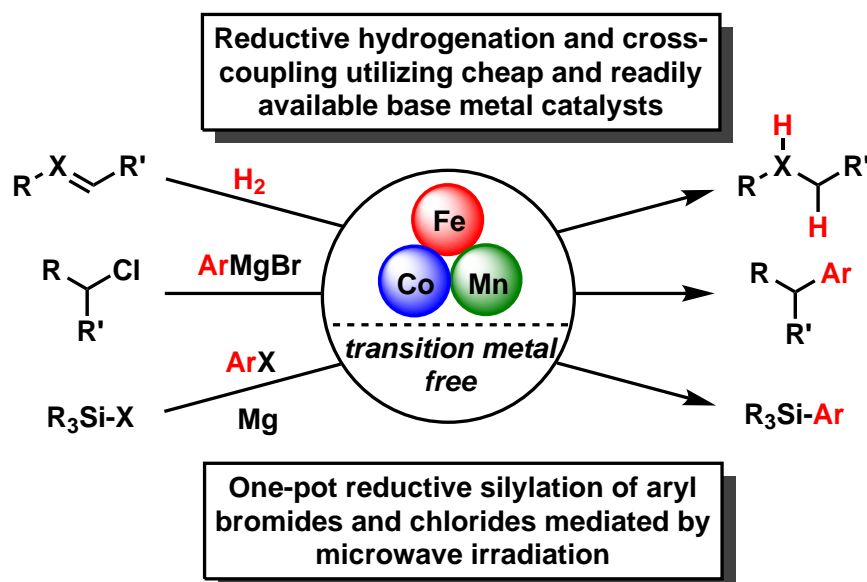 Reductive hydrogenation and cross-
coupling utilizing cheap and readily
available base metal catalysts
R X R'
H₂
H
R X R'
H
Fe
Co Mn
R Cl
R'
ArMgBr
R Ar
R'
transition metal
free
R₃Si-X
ArX
Mg
R₃Si-Ar
One-pot reductive silylation of aryl
bromides and chlorides mediated by
microwave irradiation